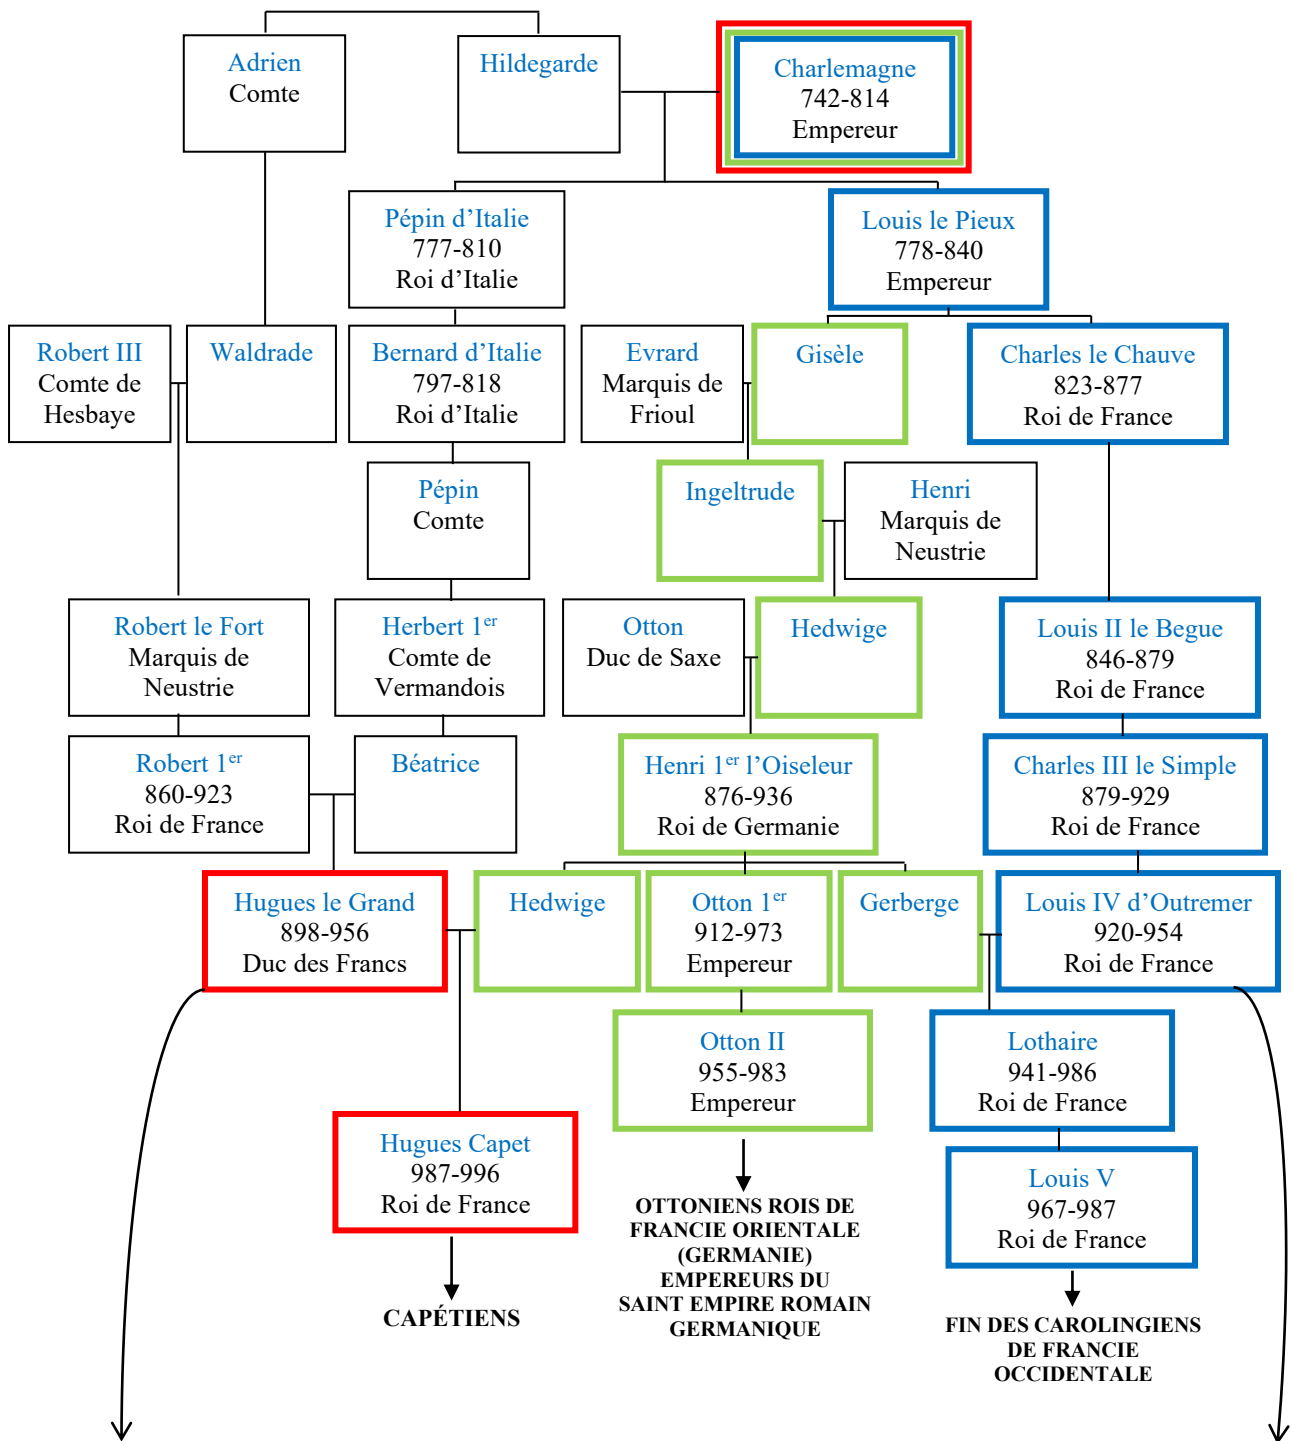 Adrien
Comte
Hildegarde
Charlemagne
742-814
Empereur
Pépin d’Italie
777-810
Roi d’Italie
Louis le Pieux
778-840
Empereur
Robert III
Comte de
Hesbaye
Waldrade
Bernard d’Italie
797-818
Roi d’Italie
Evrard
Marquis de
Frioul
Gisèle
Charles le Chauve
823-877
Roi de France
Pépin
Comte
Ingeltrude
Henri
Marquis de
Neustrie
Robert le Fort
Marquis de
Neustrie
Herbert 1er
Comte de
Vermandois
Otton
Duc de Saxe
Hedwige
Louis II le Begue
846-879
Roi de France
Robert 1er
860-923
Roi de France
Béatrice
Henri 1er l’Oiseleur
876-936
Roi de Germanie
Charles III le Simple
879-929
Roi de France
Hugues le Grand
898-956
Duc des Francs
Hedwige
Otton 1er
912-973
Empereur
Gerberge
Louis IV d’Outremer
920-954
Roi de France
Otton II
955-983
Empereur
Lothaire
941-986
Roi de France
Hugues Capet
987-996
Roi de France
Louis V
967-987
Roi de France
CAPÉTIENS
OTTONIENS ROIS DE
FRANCIE ORIENTALE
(GERMANIE)
EMPEREURS DU
SAINT EMPIRE ROMAIN
GERMANIQUE
FIN DES CAROLINGIENS
DE FRANCIE
OCCIDENTALE